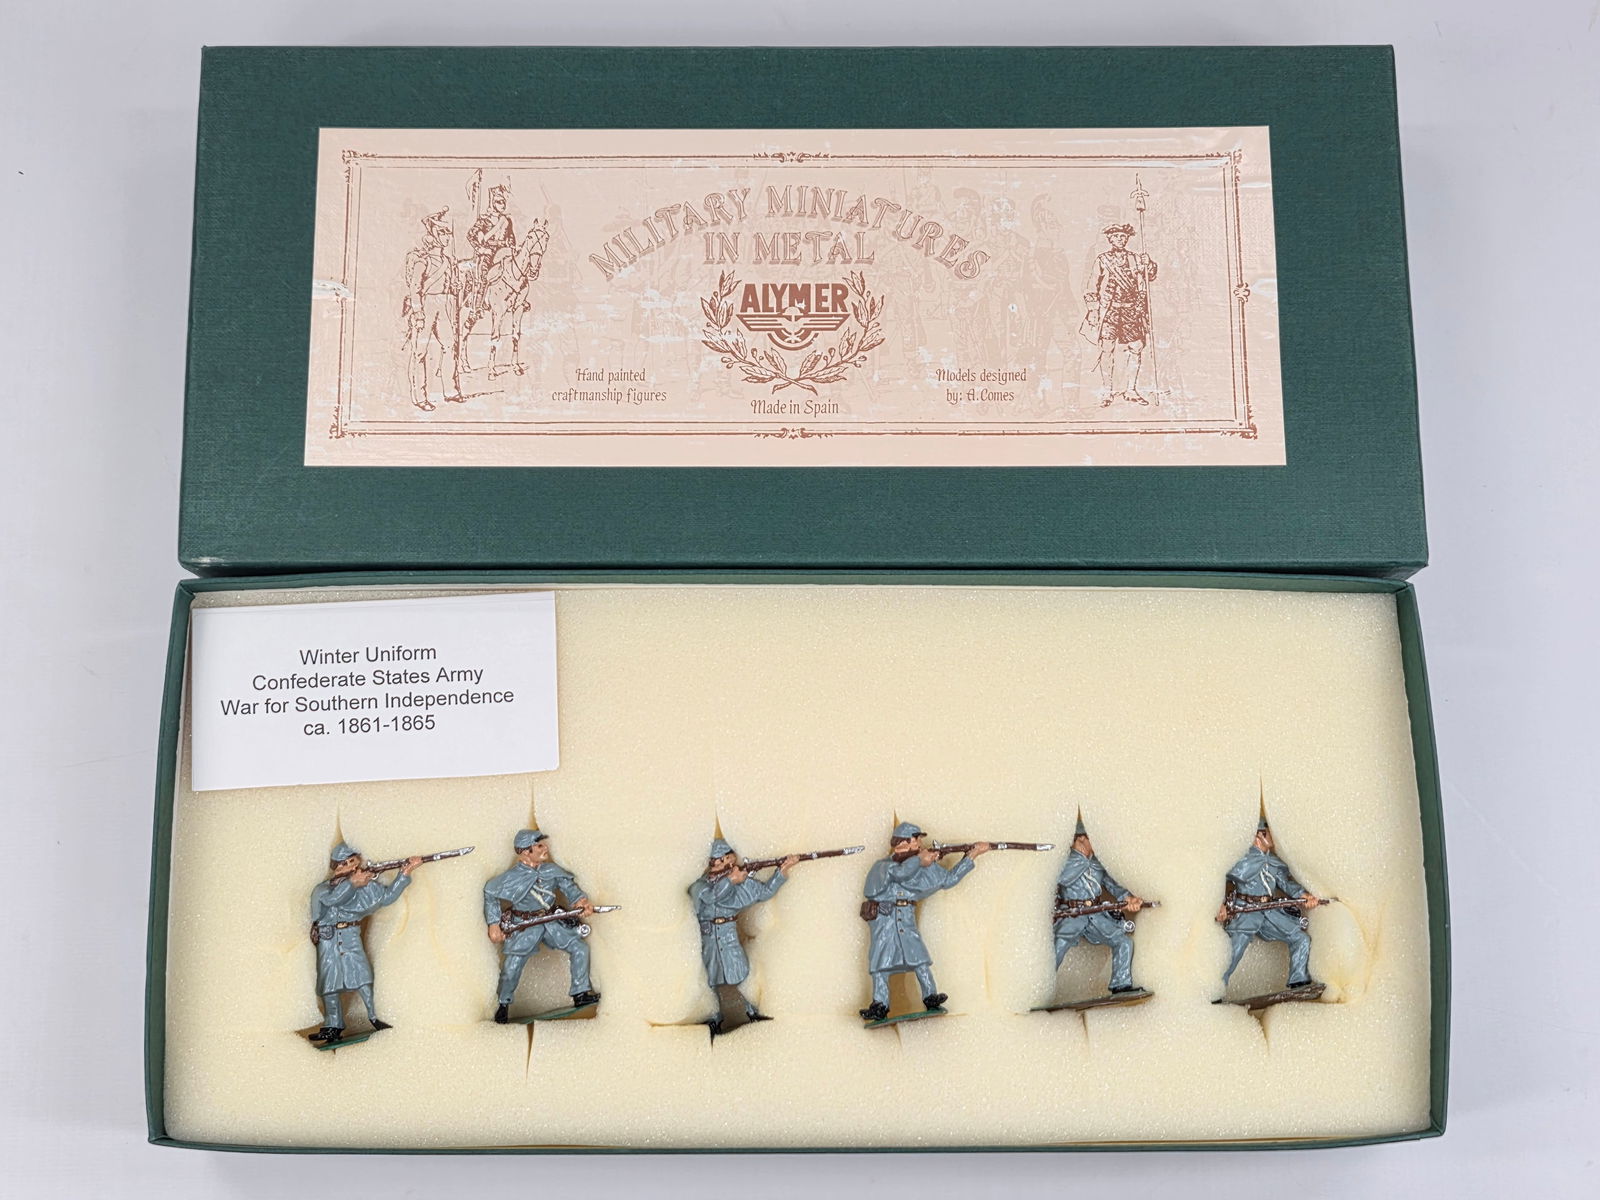 MILITARY MINIATURES
IN METAL
ALYMER
Hand painted
craftmanship figures
Made in Spain
Models designed
by: A. Comes
Winter Uniform
Confederate States Army
War for Southern Independence
ca. 1861-1865